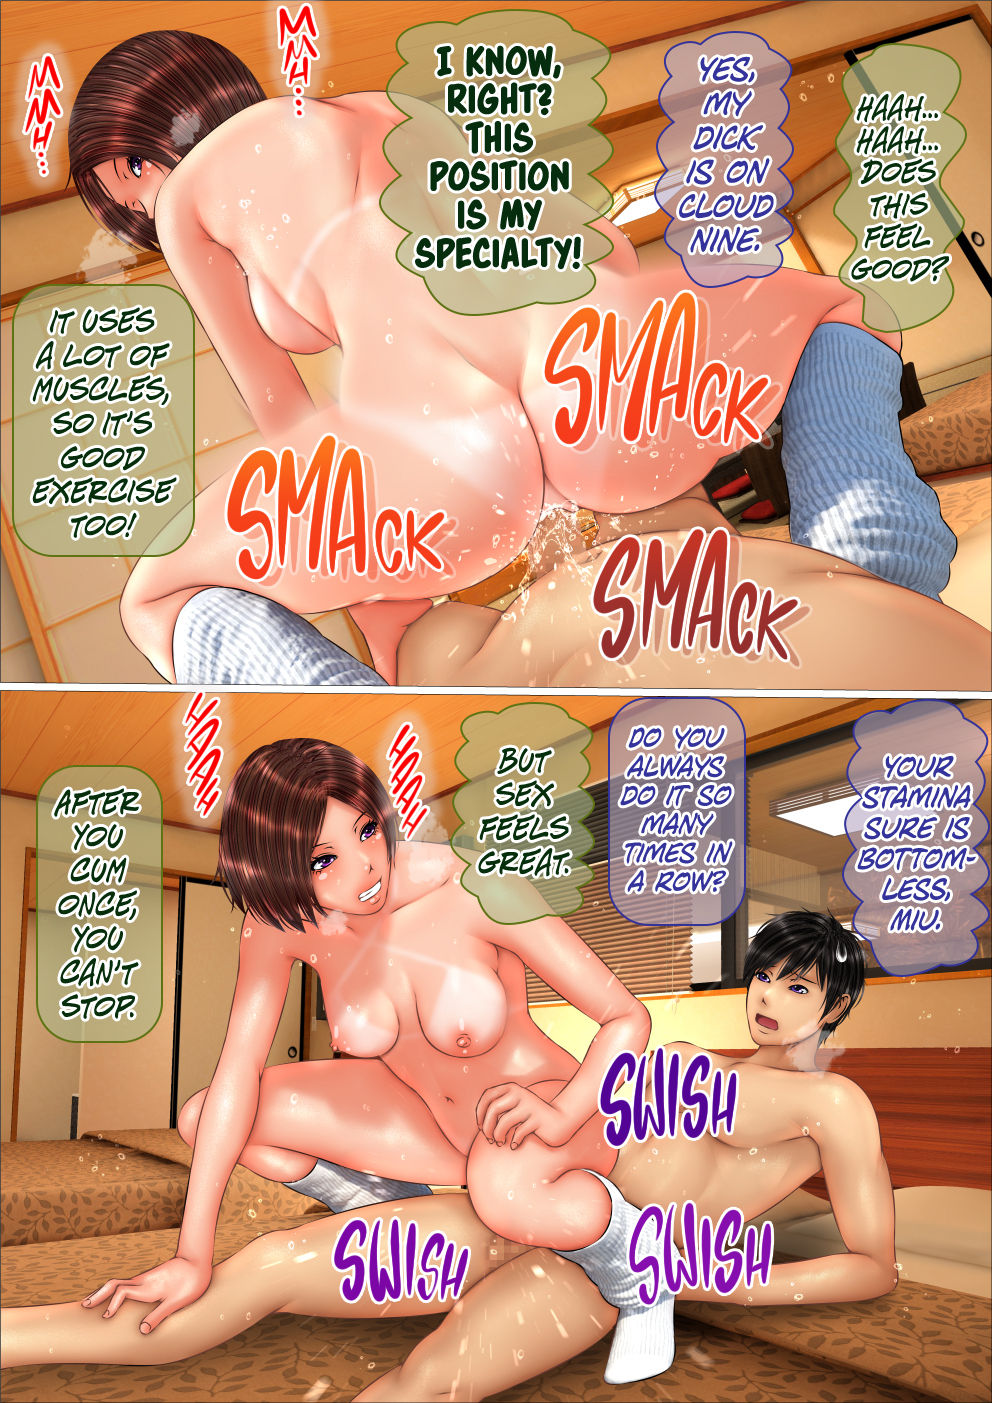 HAAH...
HAAH...
DOES
THIS
FEEL
GOOD?
YES,
MY
DICK
IS ON
CLOUD
NINE.
I KNOW,
RIGHT?
THIS
POSITION
IS MY
SPECIALTY!
MMH...
MMH...
IT USES
A LOT OF
MUSCLES,
SO IT'S
GOOD
EXERCISE
TOO!
SMACK
SMACK
SMACK
YOUR
STAMINA
SURE IS
BOTTOM-
LESS,
MIU.
DO YOU
ALWAYS
DO IT SO
MANY
TIMES IN
A ROW?
BUT
SEX
FEELS
GREAT.
HAAH
HAAH
AFTER
YOU
CUM
ONCE,
YOU
CAN'T
STOP.
SWISH
SWISH
SWISH